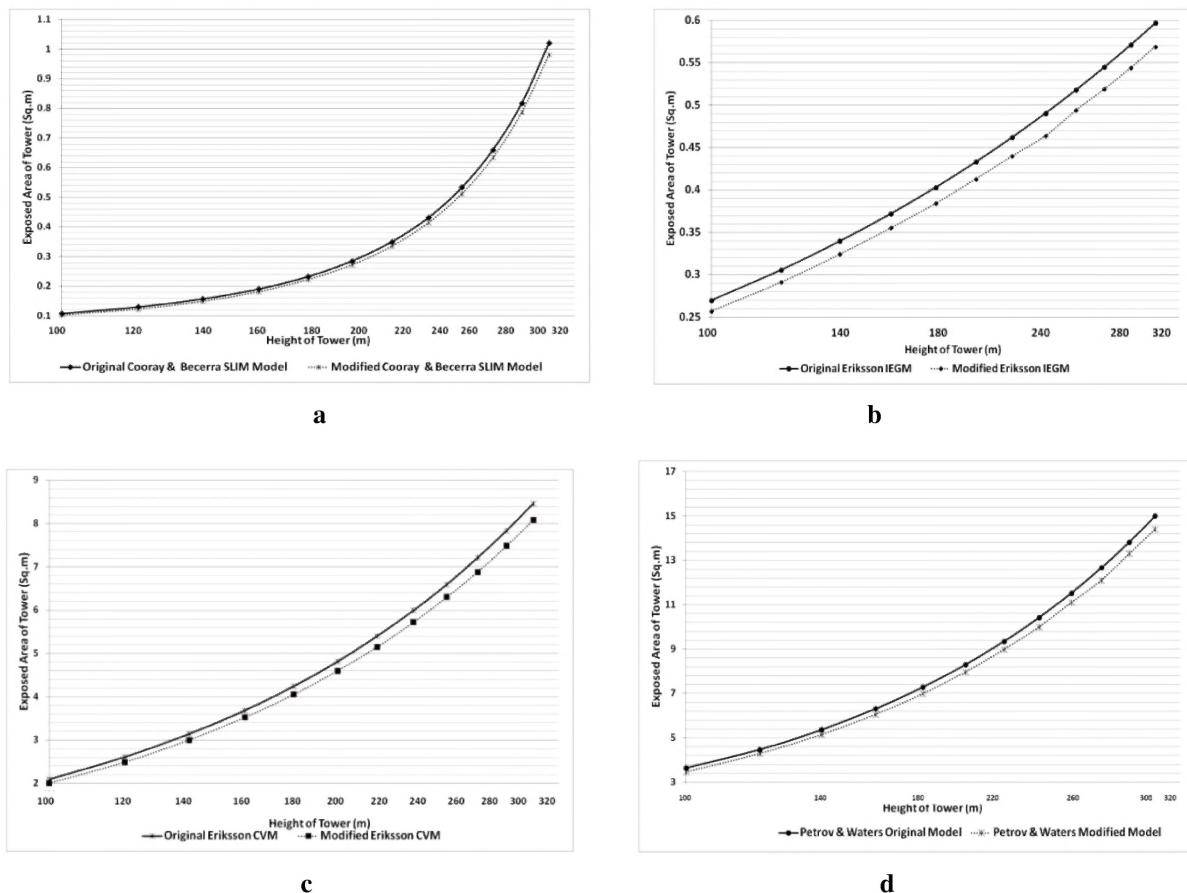 1.1
1
0.9
0.8
0.7
0.6
0.5
0.4
0.3
0.2
0.1
Exposed Area of Tower (Sq.m)
100 120 140 160 180 200 220 240 260 280 300 320
Height of Tower (m)
Original Cooray & Becerra SLIM Model
Modified Cooray & Becerra SLIM Model
a
0.6
0.55
0.5
0.45
0.4
0.35
0.3
0.25
Exposed Area of Tower (Sq.m)
100 140 180 240 280 320
Height of Tower (m)
Original Eriksson IEGM
Modified Eriksson IEGM
b
9
8
7
6
5
4
3
2
Exposed Area of Tower (Sq.m)
100 120 140 160 180 200 220 240 260 280 300 320
Height of Tower (m)
Original Eriksson CVM
Modified Eriksson CVM
c
17
15
13
11
9
7
5
3
Exposed Area of Tower (Sq.m)
100 140 180 220 260 300 320
Height of Tower (m)
Petrov & Waters Original Model
Petrov & Waters Modified Model
d